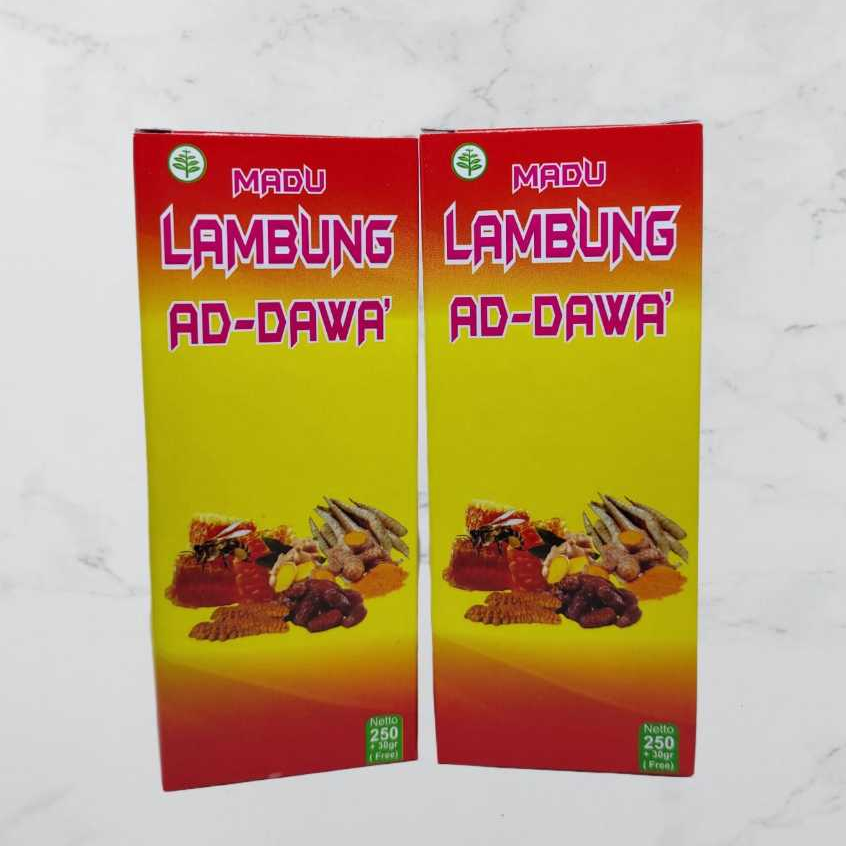 MADU
LAMBUNG
AD-DAWA'
Netto
250
+ 30gr
( Free)
MADU
LAMBUNG
AD-DAWA'
Netto
250
+ 30gr
( Free)